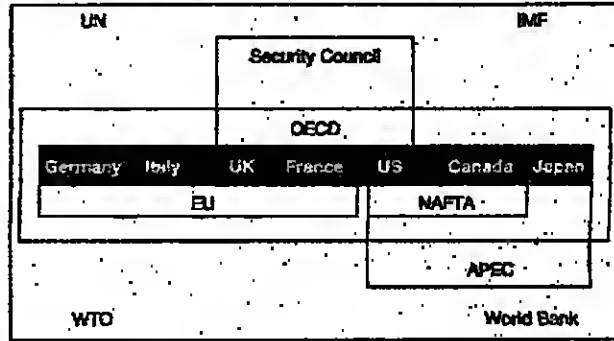 UN IMF
Security Council
OECD
Germany Italy UK France US Canada Japan
EU NAFTA
APEC
WTO World Bank